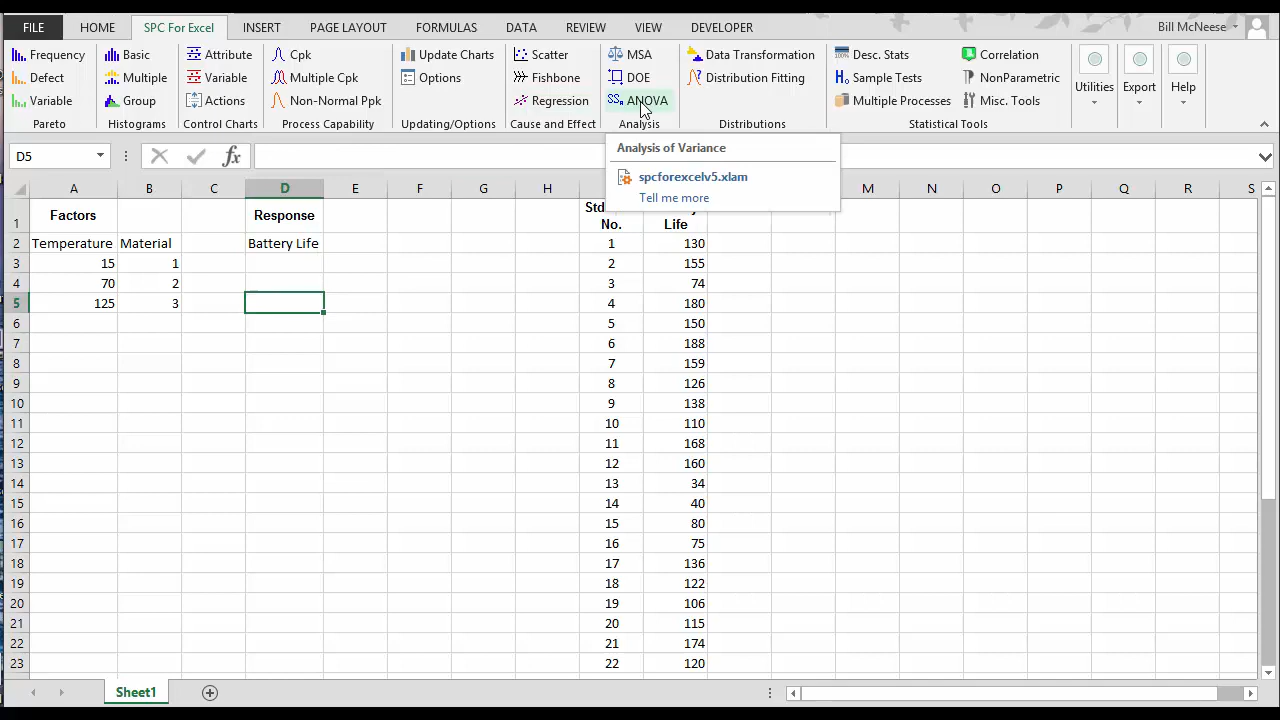 FILE HOME SPC For Excel INSERT PAGE LAYOUT FORMULAS DATA REVIEW VIEW DEVELOPER Bill McNeese
Frequency Basic Attribute Cpk Update Charts Scatter MSA Data Transformation Desc. Stats Correlation
Defect Multiple Variable Multiple Cpk Options Fishbone DOE Distribution Fitting Sample Tests NonParametric Utilities Export Help
Variable Group Actions Non-Normal Ppk Regression ANOVA Multiple Processes Misc. Tools
Pareto Histograms Control Charts Process Capability Updating/Options Cause and Effect Analysis Distributions Statistical Tools
Analysis of Variance
spcforexcelv5.xlam
Tell me more
D5 fx
A B C D E F G H M N O P Q R S
1 Factors Response No. Life
2 Temperature Material Battery Life 1 130
3 15 1 2 155
4 70 2 3 74
5 125 3 4 180
6 5 150
7 6 188
8 7 159
9 8 126
10 9 138
11 10 110
12 11 168
13 12 160
14 13 34
15 14 40
16 15 80
17 16 75
18 17 136
19 18 122
20 19 106
21 20 115
22 21 174
23 22 120
Sheet1